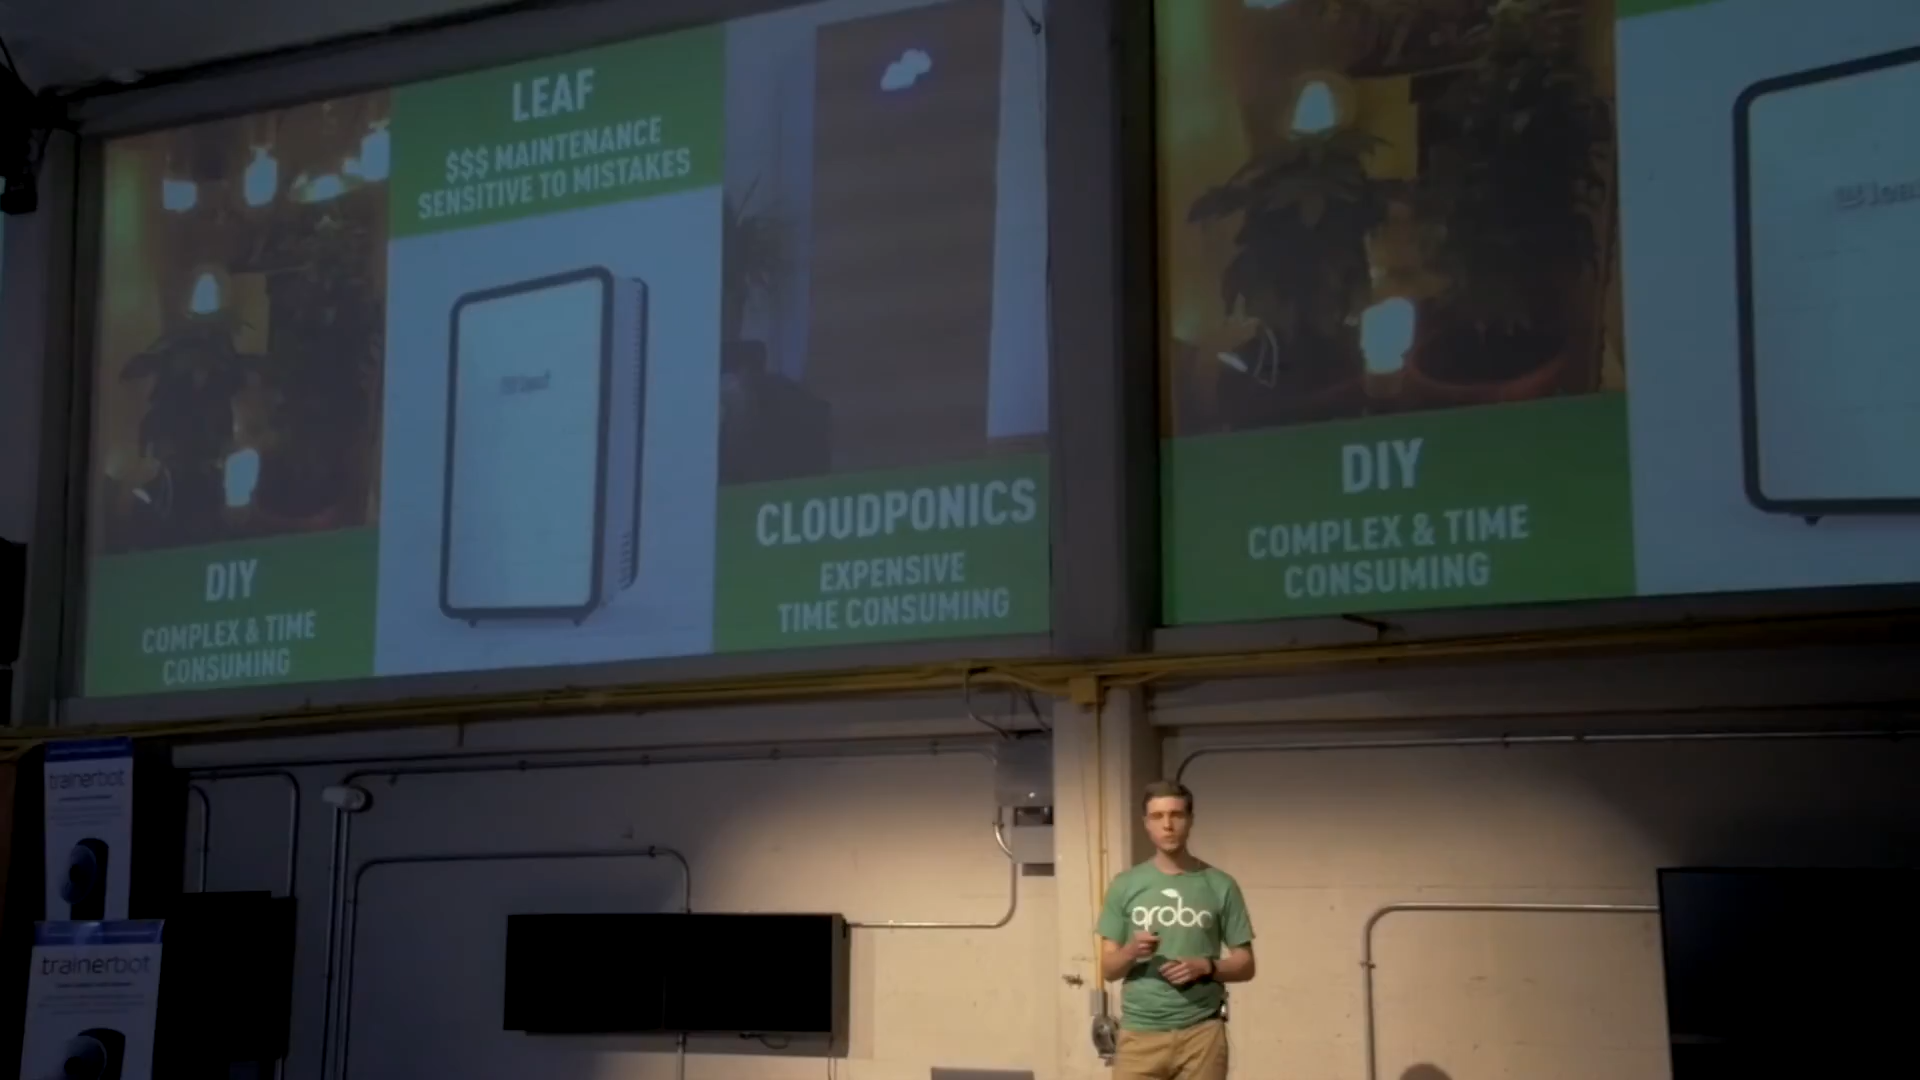 LEAF
$$$ MAINTENANCE
SENSITIVE TO MISTAKES
DIY
COMPLEX & TIME
CONSUMING
CLOUDPONICS
EXPENSIVE
TIME CONSUMING
DIY
COMPLEX & TIME
CONSUMING
trainerbot
trainerbot
grobo